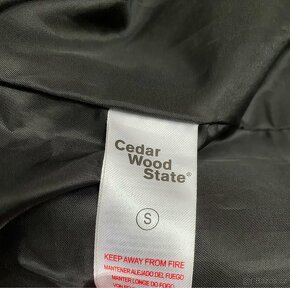 Cedar
Wood
State®
S
KEEP AWAY FROM FIRE
MANTENER ALEJADO DEL FUEGO
MANTER LONGE DO FOGO